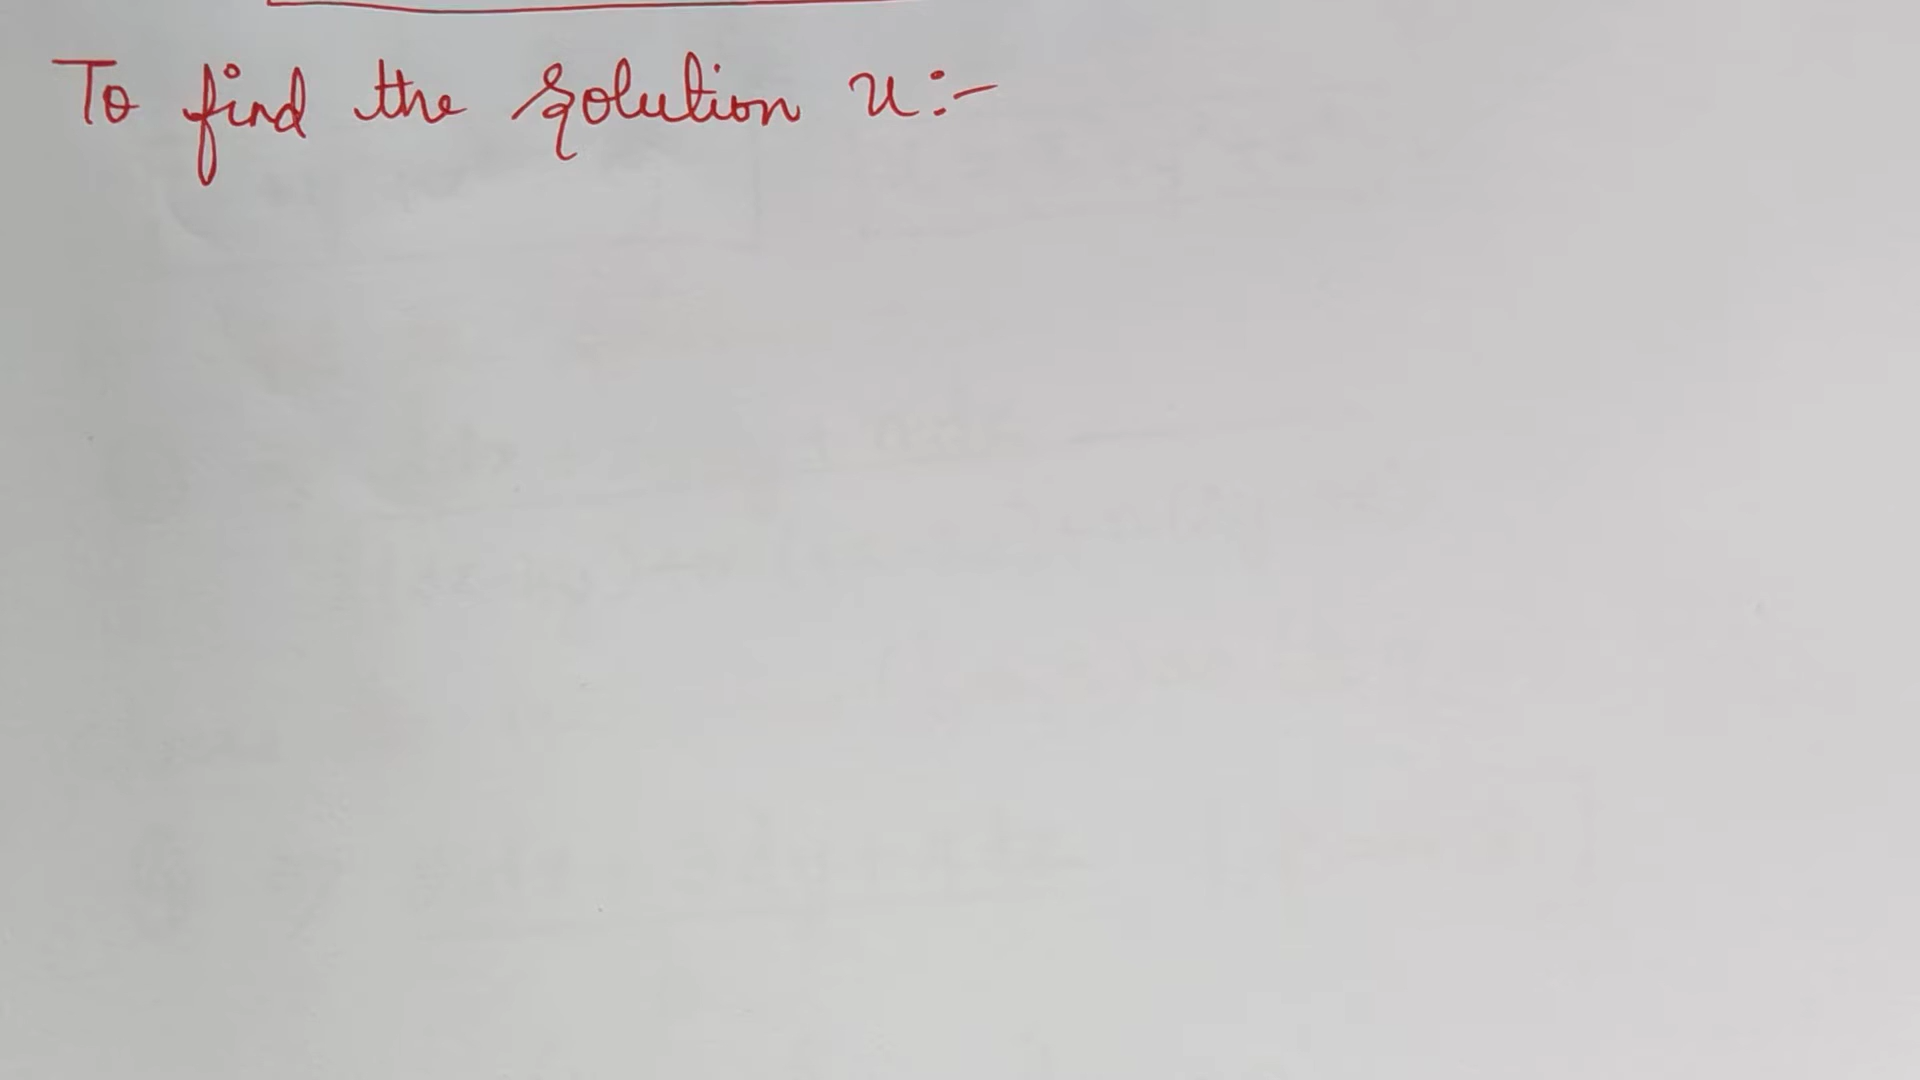 To find the solution u:-